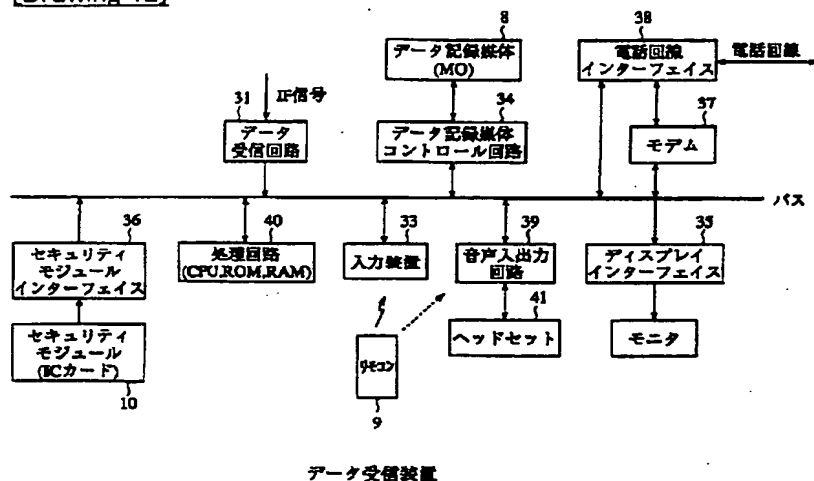 8
データ記録媒体
(MO)
38
電話回線
インターフェイス
電話回線
31
IF信号
データ
受信回路
34
データ記録媒体
コントロール回路
37
モデム
バス
36
セキュリティ
モジュール
インターフェイス
40
処理回路
(CPU,ROM,RAM)
33
入力装置
39
音声入出力
回路
35
ディスプレイ
インターフェイス
セキュリティ
モジュール
(ICカード)
10
リモコン
9
41
ヘッドセット
モニタ
データ受信装置